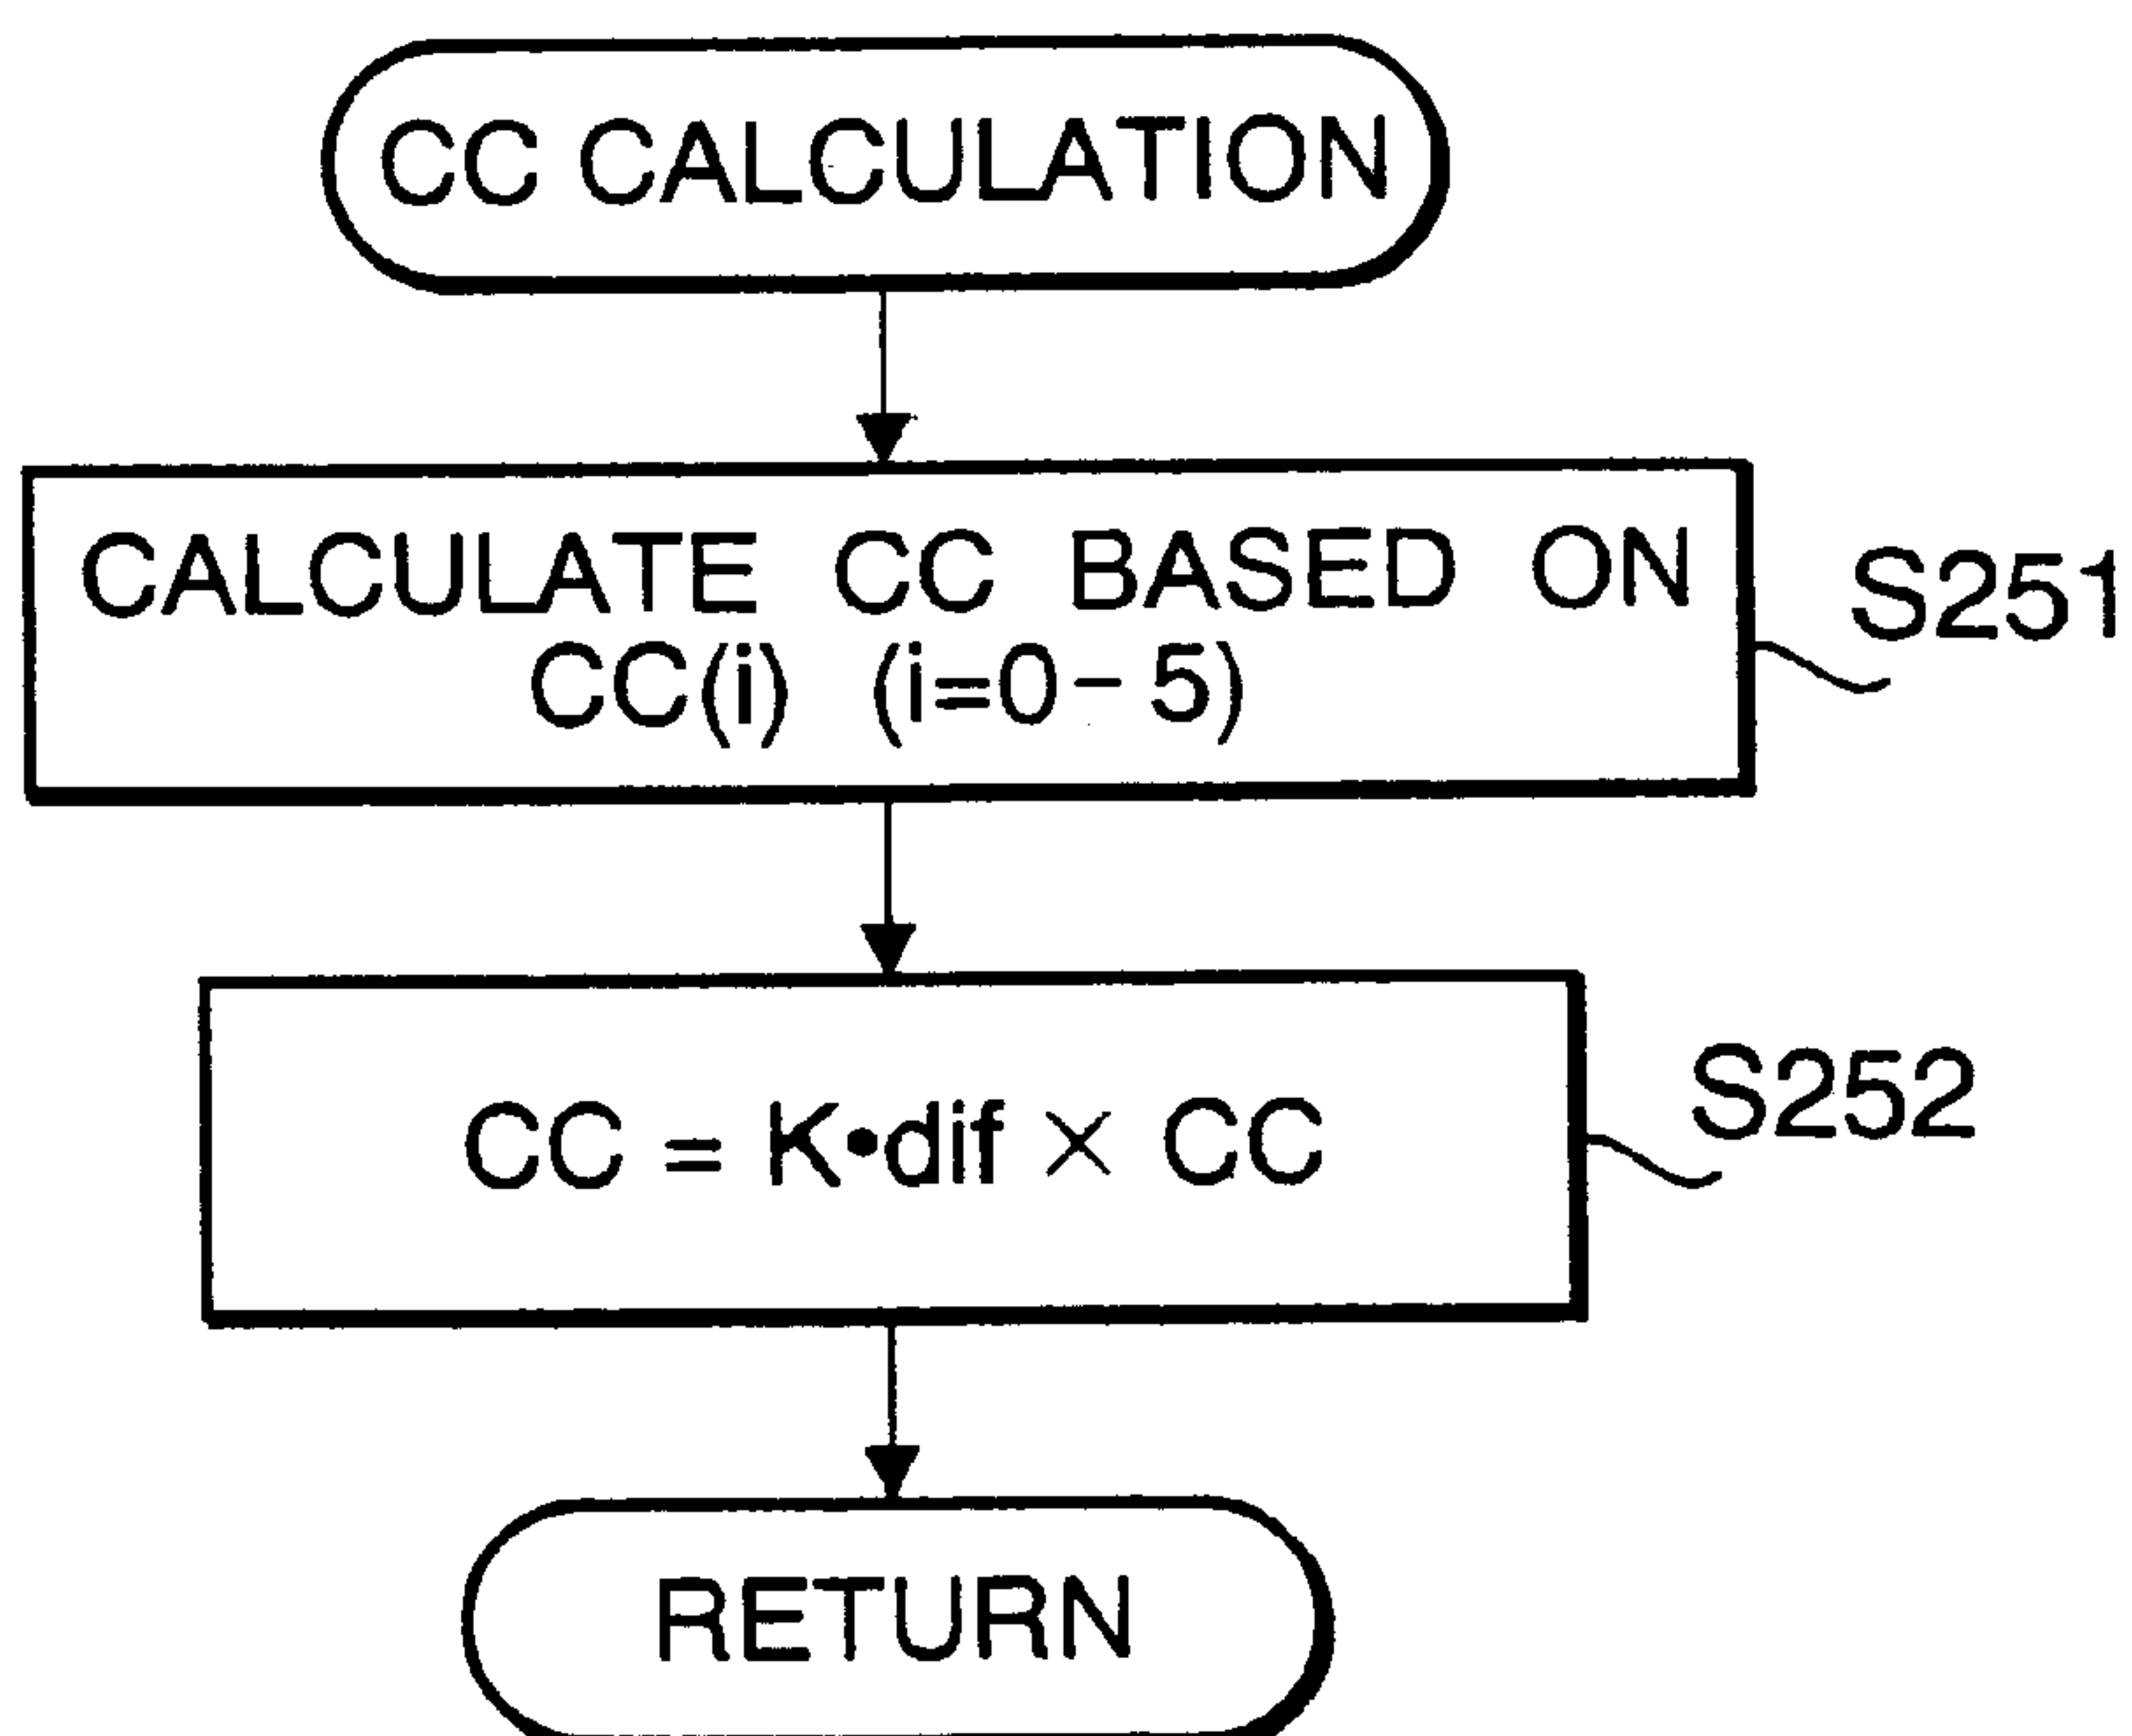 CC CALCULATION
CALCULATE CC BASED ON
CC(i) (i=0－5)
S251
CC = K•dif × CC
S252
RETURN